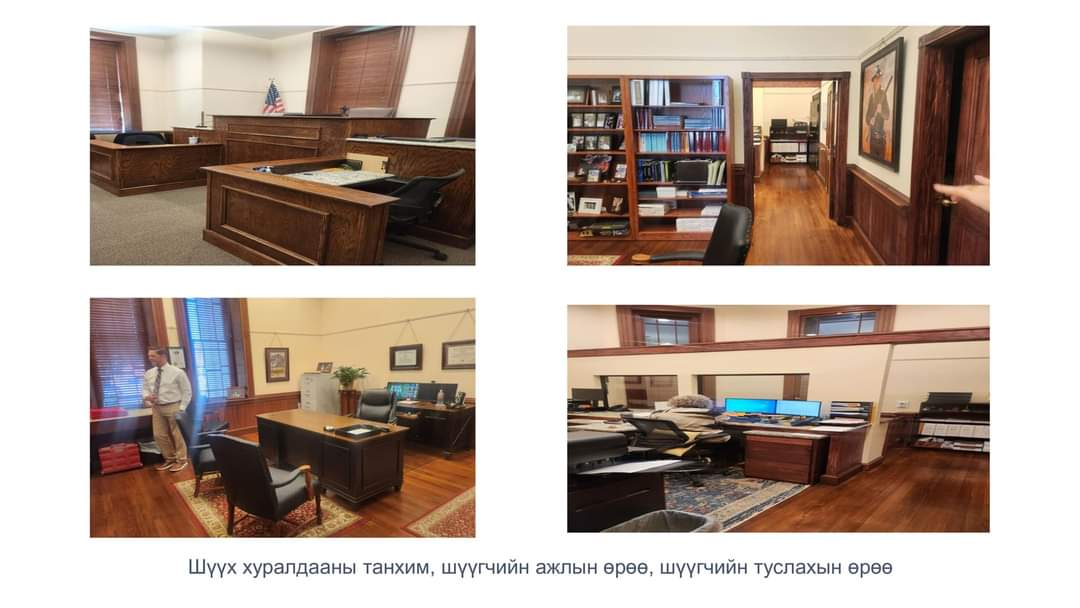 Шүүх хуралдааны танхим, шүүгчийн ажлын өрөө, шүүгчийн туслахын өрөө